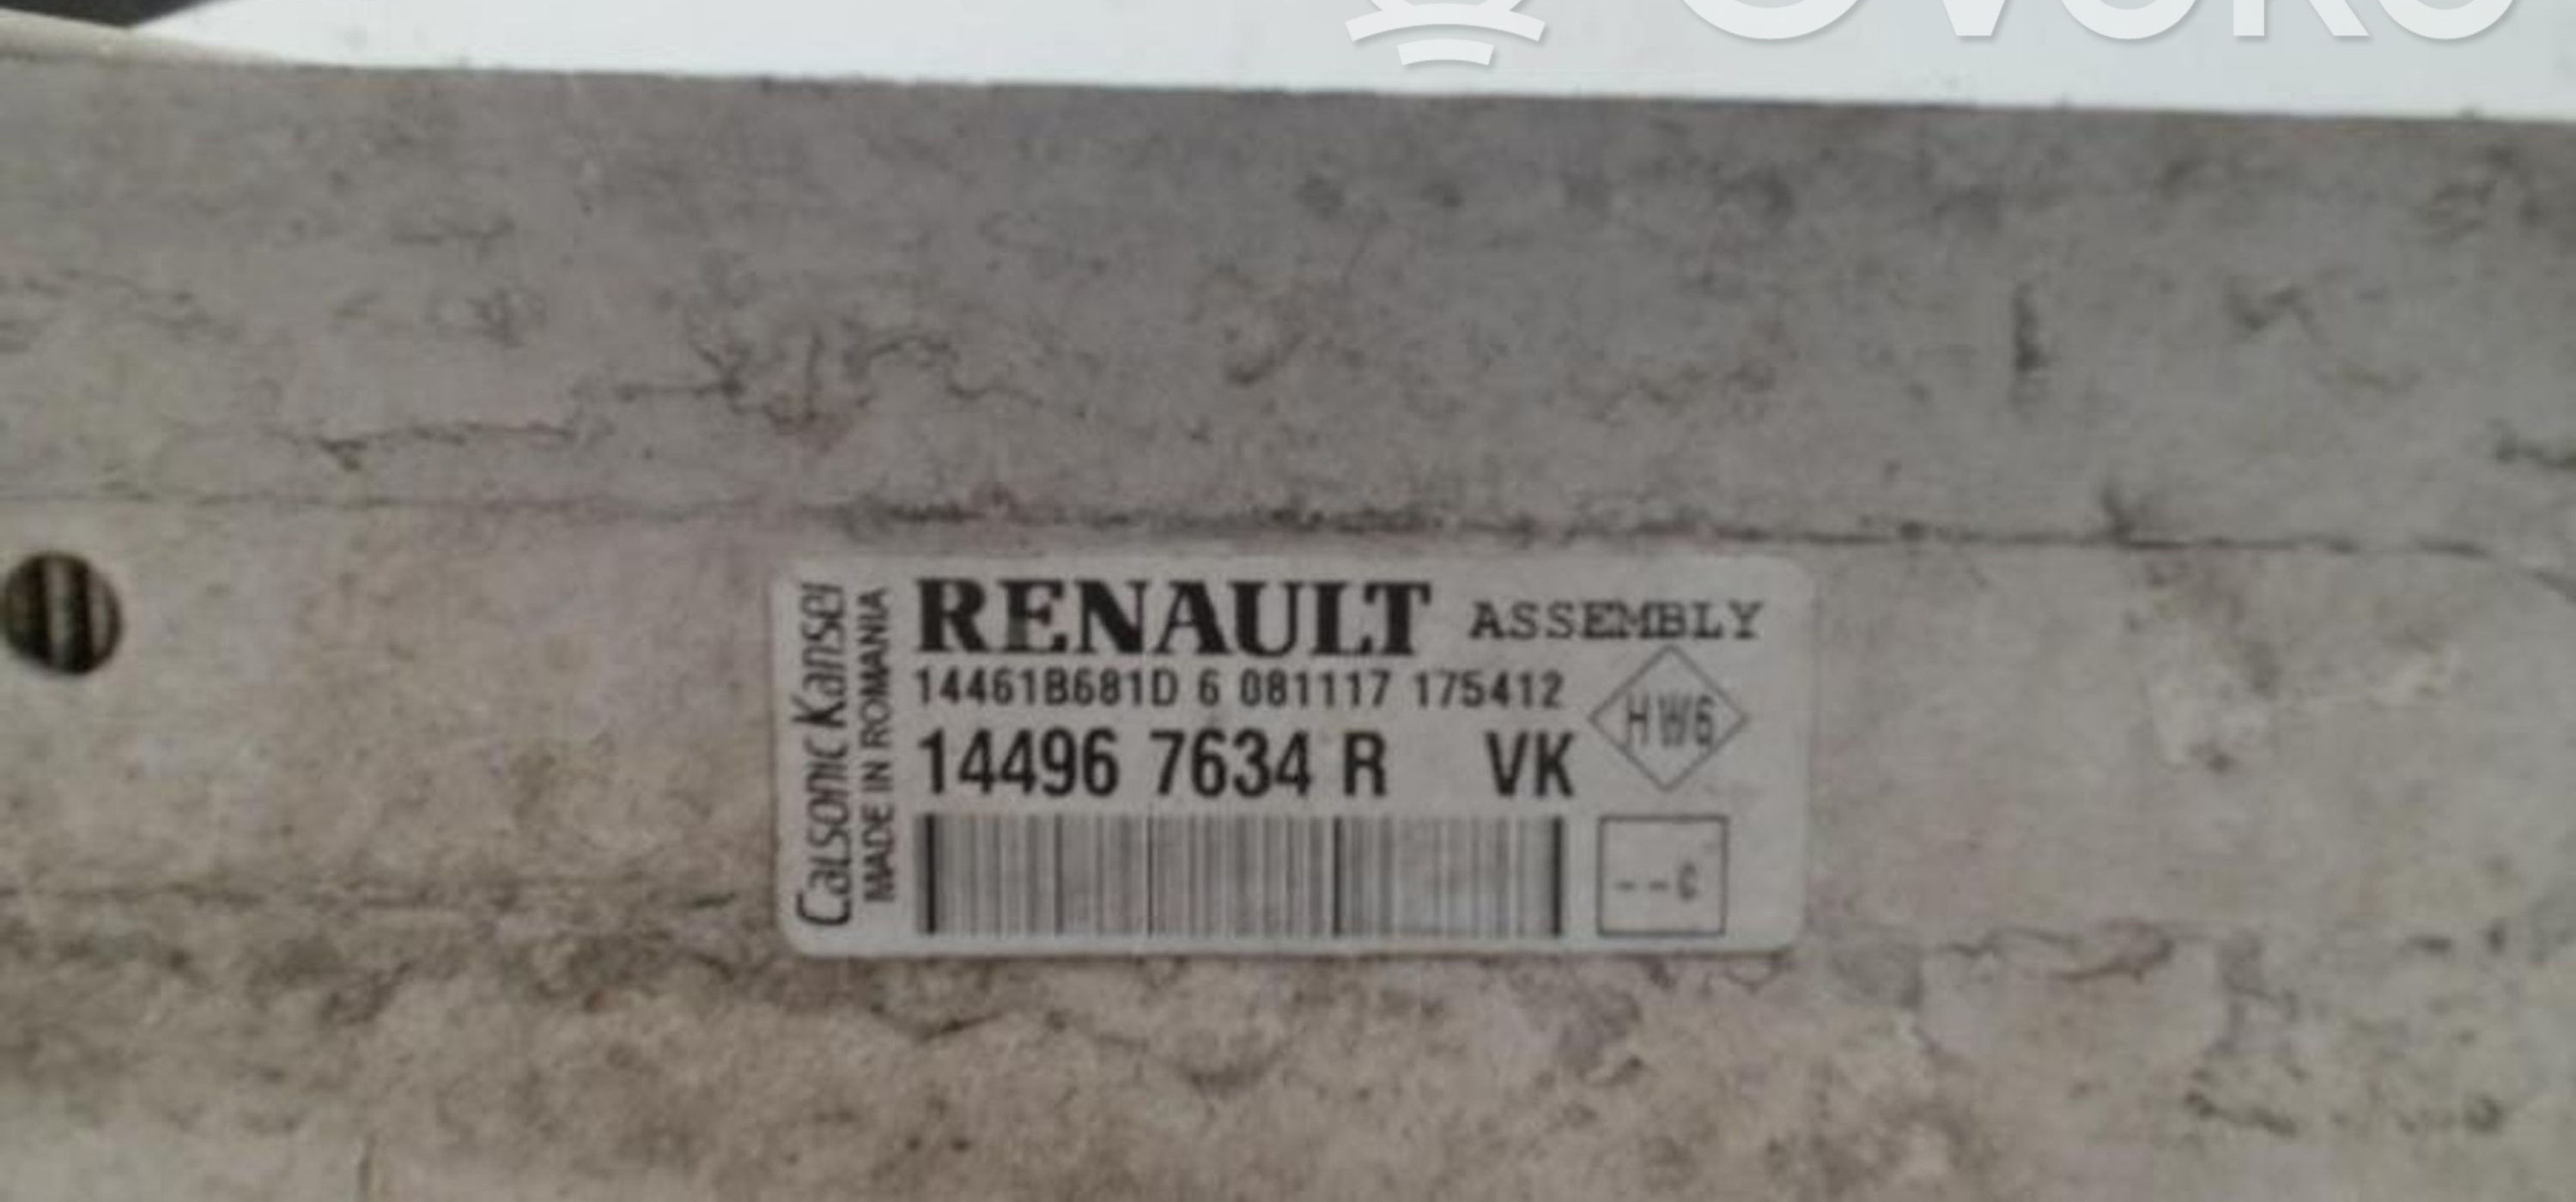 Calsonic Kansei
MADE IN ROMANIA
RENAULT ASSEMBLY
14461B681D 6 081117 175412
14496 7634 R VK
HW6
--C